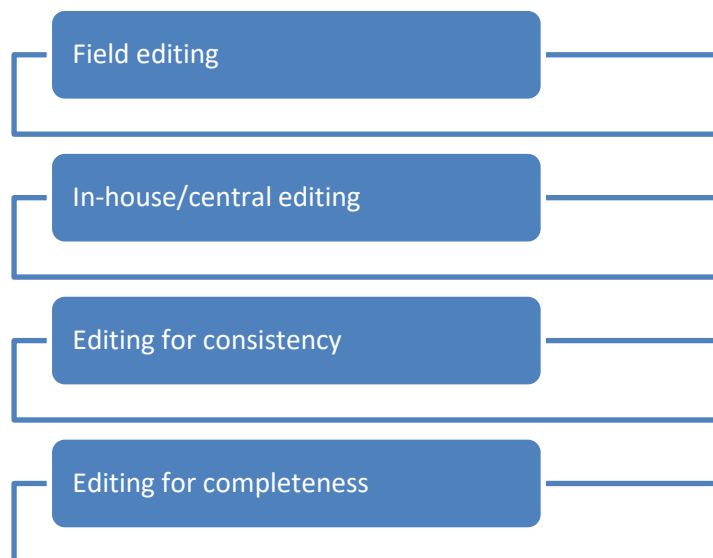 Field editing
In-house/central editing
Editing for consistency
Editing for completeness